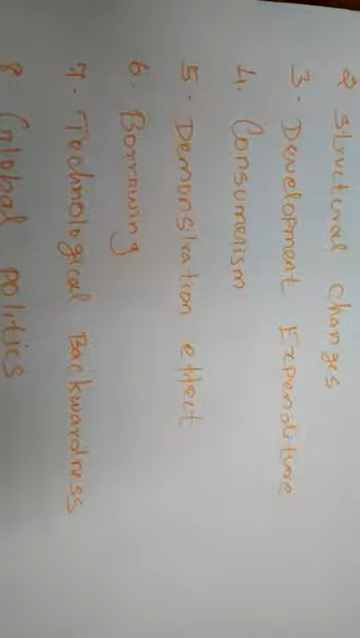 2 Structural changes
3. Development Expenditure
4. Consumerism
5. Demonstration effect
6. Borrowing
7. Technological Backwardness
8 Global politics